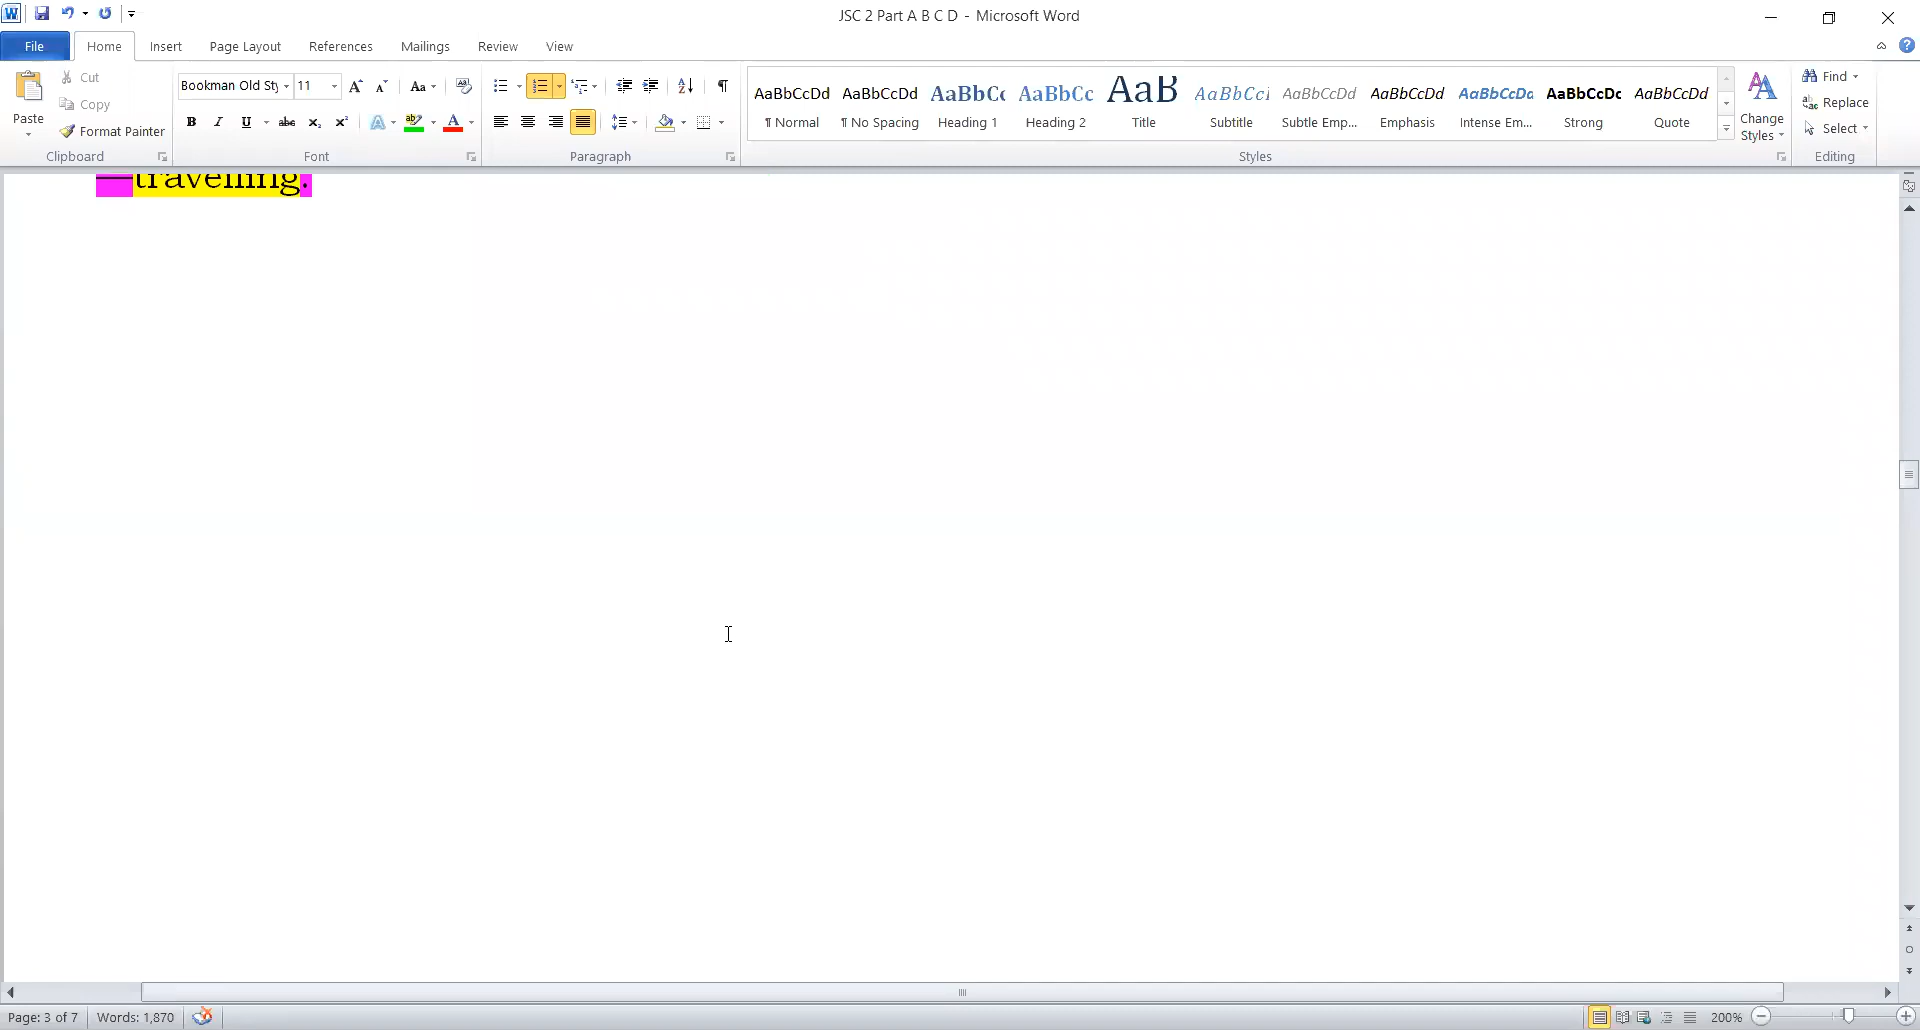 JSC 2 Part A B C D - Microsoft Word
File Home Insert Page Layout References Mailings Review View
Paste
Cut
Copy
Format Painter
Clipboard
Bookman Old Sty 11
Font
Paragraph
AaBbCcDd AaBbCcDd AaBbCc AaBbCc AaB AaBbCcI AaBbCcDd AaBbCcDd AaBbCcDd AaBbCcDc AaBbCcDd
¶ Normal ¶ No Spacing Heading 1 Heading 2 Title Subtitle Subtle Emp... Emphasis Intense Em... Strong Quote
Styles
Change
Styles
Find
Replace
Select
Editing
—travelling.
Page: 3 of 7 Words: 1,870 200%